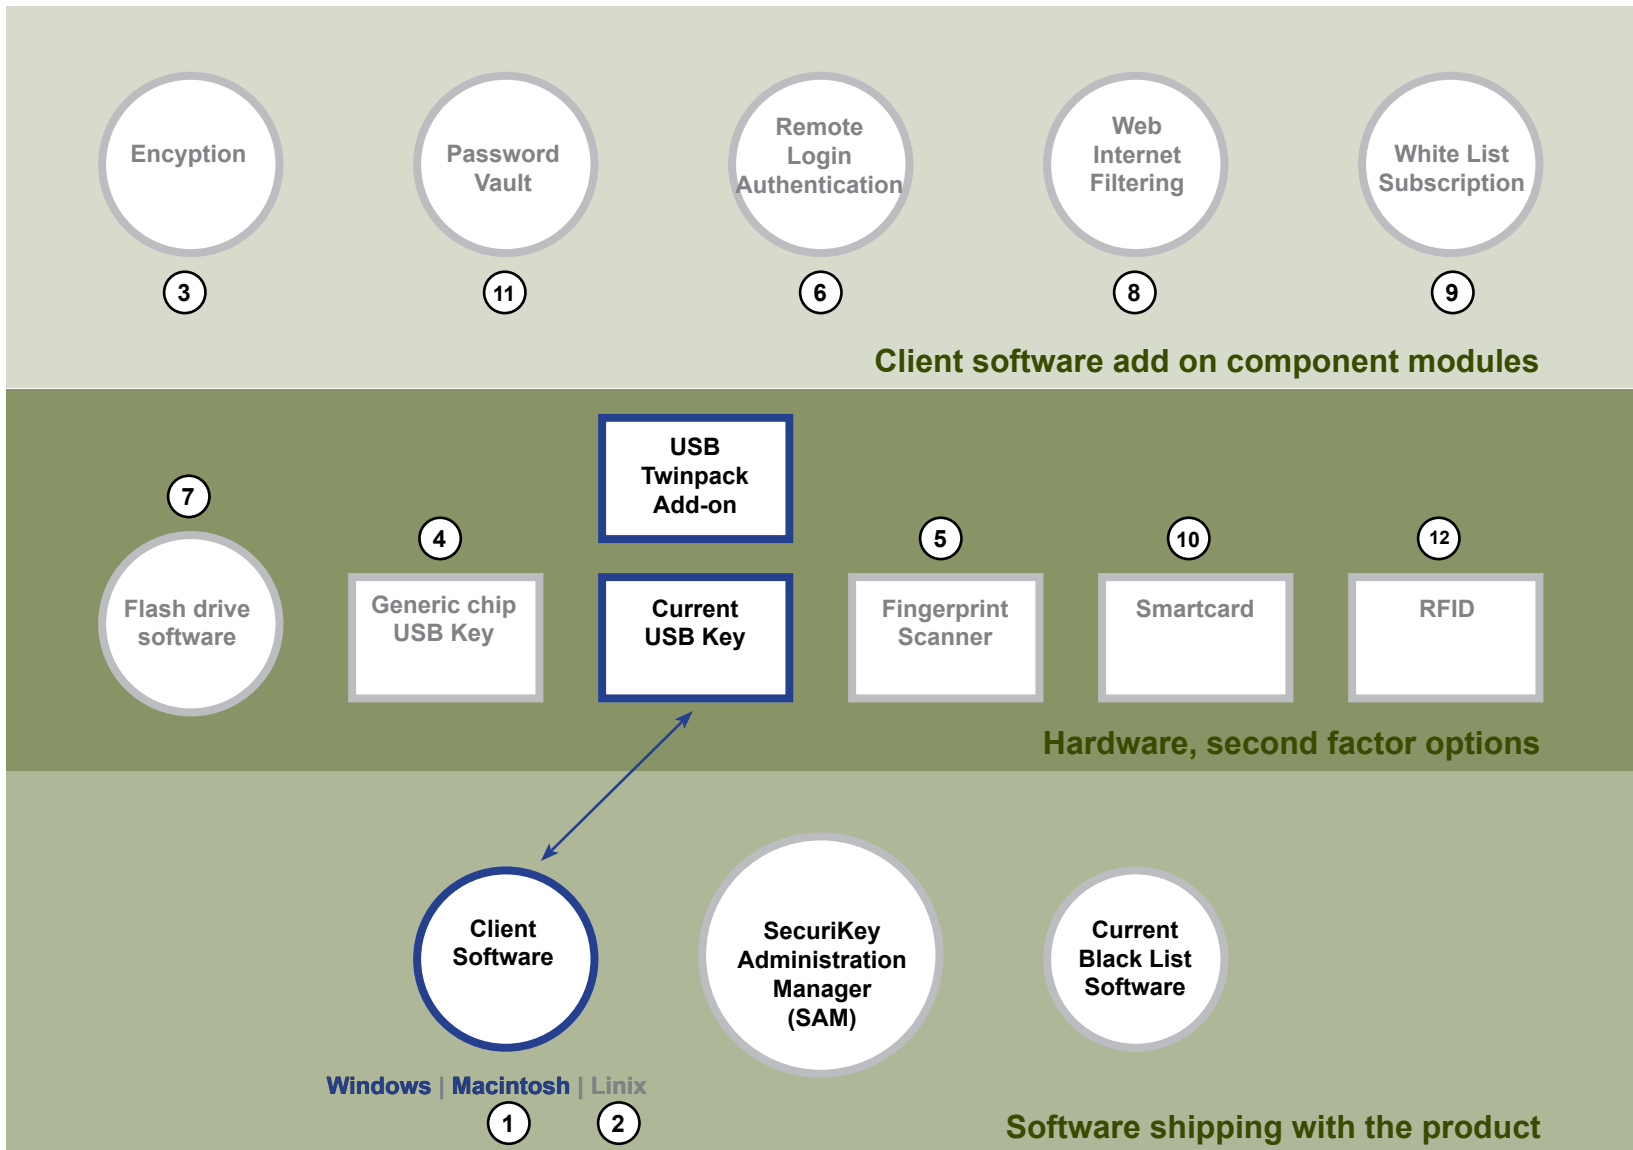 Encyption
Password
Vault
Remote
Login
Authentication
Web
Internet
Filtering
White List
Subscription
3
11
6
8
9
Client software add on component modules
USB
Twinpack
Add-on
7
4
5
10
12
Flash drive
software
Generic chip
USB Key
Current
USB Key
Fingerprint
Scanner
Smartcard
RFID
Hardware, second factor options
Client
Software
SecuriKey
Administration
Manager
(SAM)
Current
Black List
Software
Windows | Macintosh | Linix
1
2
Software shipping with the product